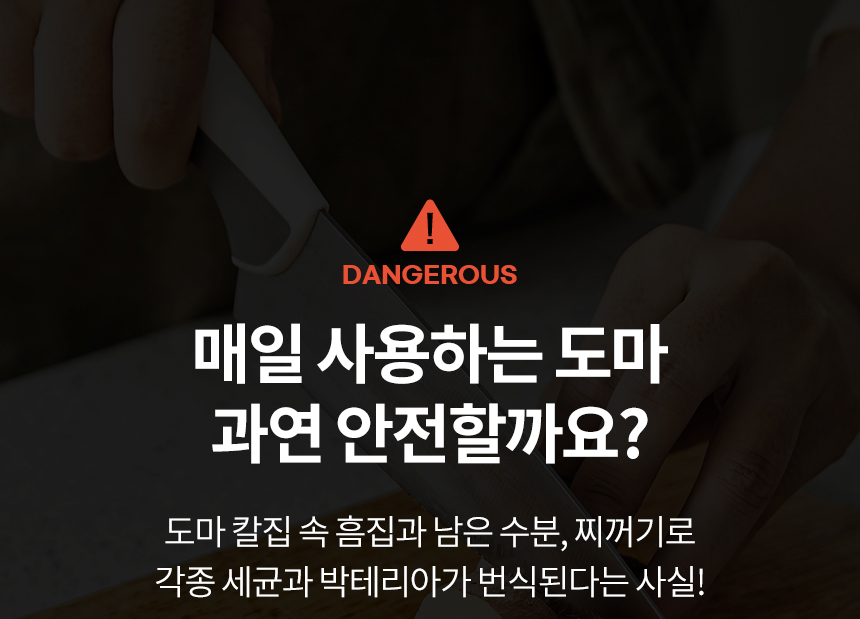 DANGEROUS
매일 사용하는 도마
과연 안전할까요?
도마 칼집 속 흠집과 남은 수분, 찌꺼기로
각종 세균과 박테리아가 번식된다는 사실!